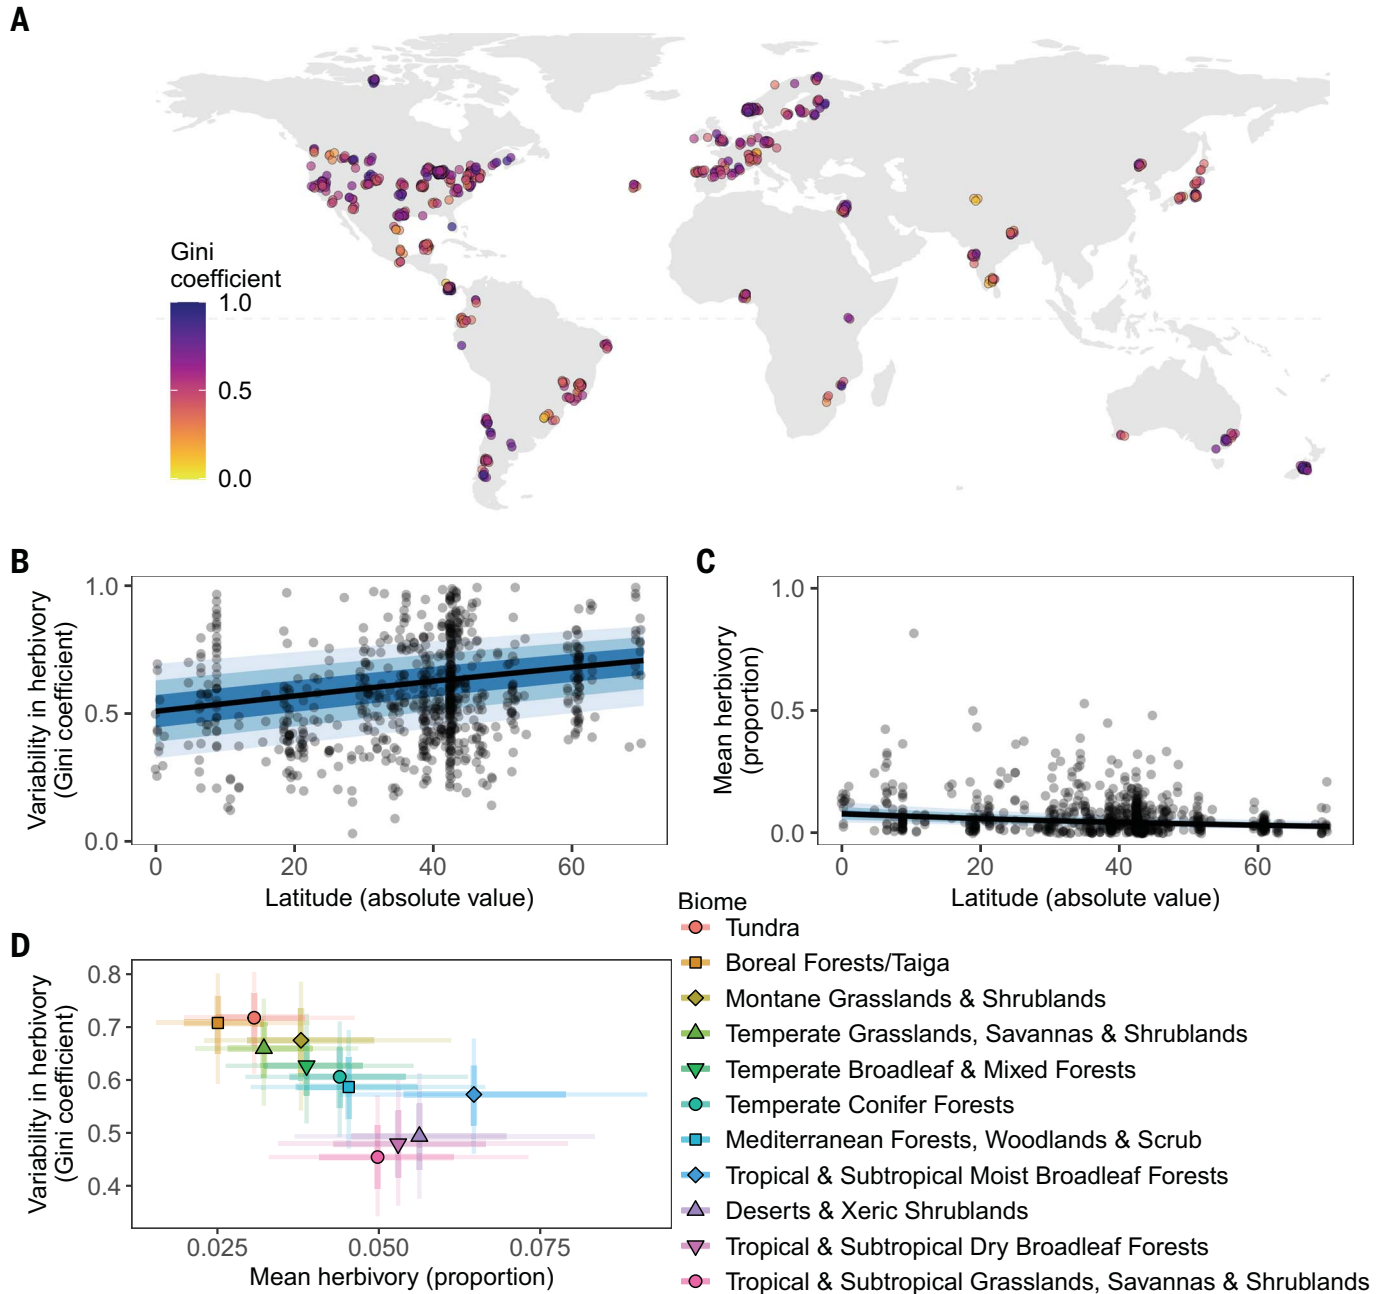 A
Gini
coefficient
1.0
0.5
0.0
B
Variability in herbivory
(Gini coefficient)
1.0
0.5
0.0
0
20
40
60
Latitude (absolute value)
C
Mean herbivory
(proportion)
1.0
0.5
0.0
0
20
40
60
Latitude (absolute value)
D
Variability in herbivory
(Gini coefficient)
0.8
0.7
0.6
0.5
0.4
0.025
0.050
0.075
Mean herbivory (proportion)
Biome
Tundra
Boreal Forests/Taiga
Montane Grasslands & Shrublands
Temperate Grasslands, Savannas & Shrublands
Temperate Broadleaf & Mixed Forests
Temperate Conifer Forests
Mediterranean Forests, Woodlands & Scrub
Tropical & Subtropical Moist Broadleaf Forests
Deserts & Xeric Shrublands
Tropical & Subtropical Dry Broadleaf Forests
Tropical & Subtropical Grasslands, Savannas & Shrublands